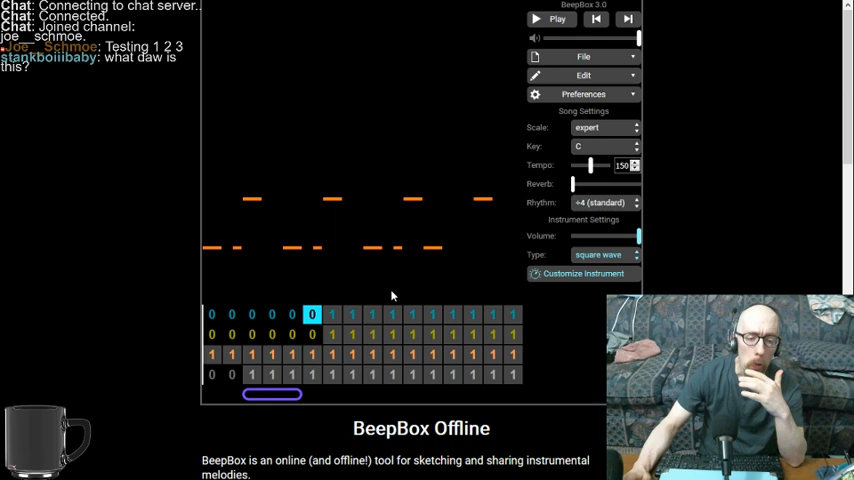 Chat: Connecting to chat server..
Chat: Connected.
Chat: Joined channel:
joe__schmoe.
Joe__Schmoe: Testing 1 2 3
stankboiiibaby: what daw is
this?
BeepBox 3.0
Play
File
Edit
Preferences
Song Settings
Scale: expert
Key: C
Tempo: 150
Reverb:
Rhythm: ÷4 (standard)
Instrument Settings
Volume:
Type: square wave
Customize Instrument
0 0 0 0 0 0 1 1 1 1 1 1 1 1 1 1
0 0 0 0 0 0 1 1 1 1 1 1 1 1 1 1
1 1 1 1 1 1 1 1 1 1 1 1 1 1 1 1
0 0 1 1 1 1 1 1 1 1 1 1 1 1 1 1
BeepBox Offline
BeepBox is an online (and offline!) tool for sketching and sharing instrumental
melodies.